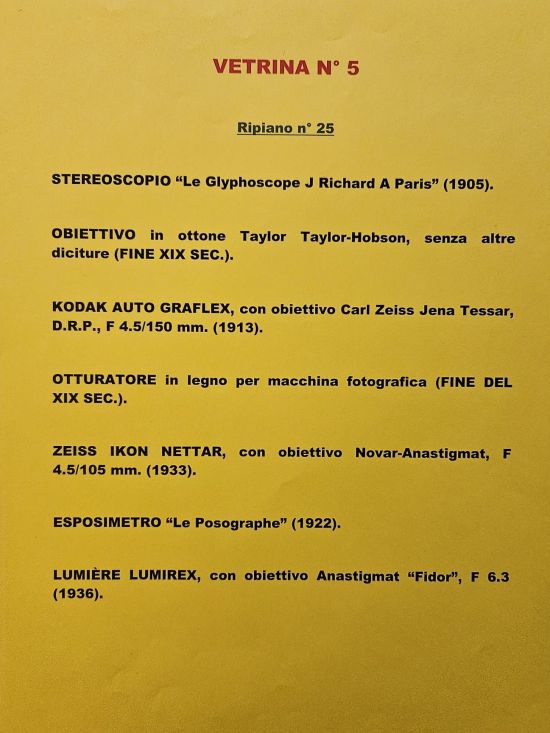 VETRINA N° 5
Ripiano n° 25
STEREOSCOPIO “Le Glyphoscope J Richard A Paris” (1905).
OBIETTIVO in ottone Taylor Taylor-Hobson, senza altre
diciture (FINE XIX SEC.).
KODAK AUTO GRAFLEX, con obiettivo Carl Zeiss Jena Tessar,
D.R.P., F 4.5/150 mm. (1913).
OTTURATORE in legno per macchina fotografica (FINE DEL
XIX SEC.).
ZEISS IKON NETTAR, con obiettivo Novar-Anastigmat, F
4.5/105 mm. (1933).
ESPOSIMETRO “Le Posographe” (1922).
LUMIÈRE LUMIREX, con obiettivo Anastigmat “Fidor”, F 6.3
(1936).